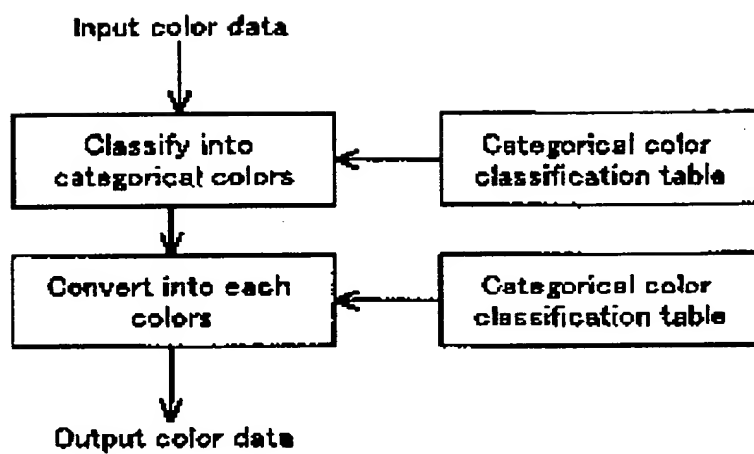 Input color data
Classify into
categorical colors
Categorical color
classification table
Convert into each
colors
Categorical color
classification table
Output color data